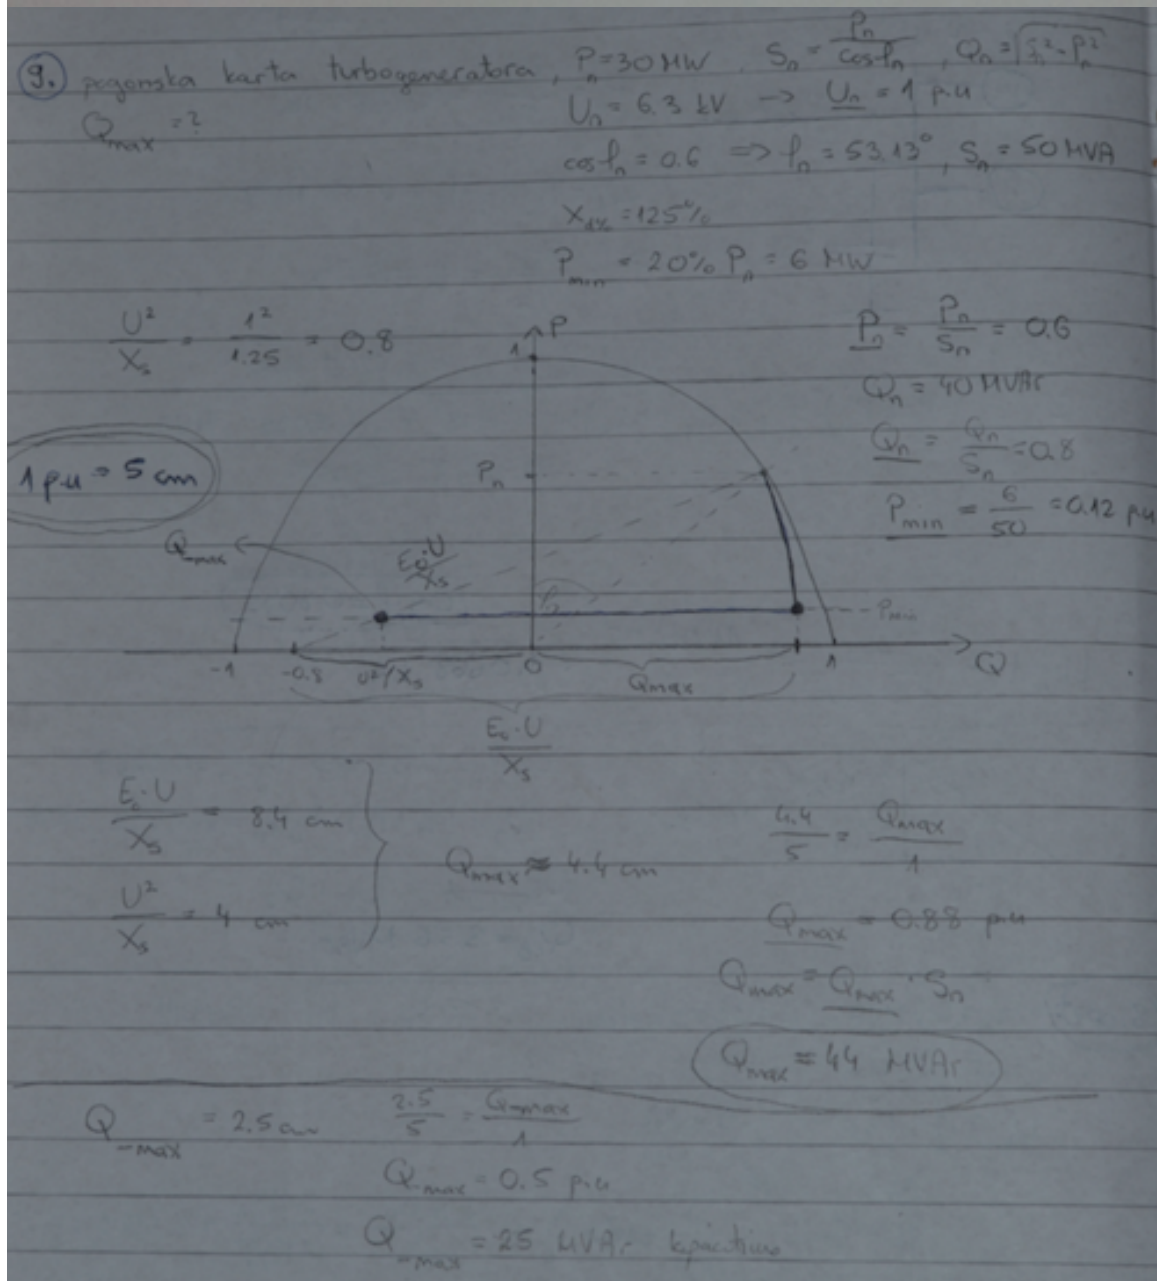 9. pogonska karta turbogeneratora, Pn = 30 MW Sn = Pn/cosφn, Qn = √(Sn² - Pn²)
Qmax = ? Un = 6.3 kV → Un = 1 p.u
cosφn = 0.6 ⇒ φn = 53.13°, Sn = 50 MVA
Xd% = 125%
Pmin = 20% Pn = 6 MW
U²/Xs = 1²/1.25 = 0.8
P
1
Pn = Pn/Sn = 0.6
Qn = 40 MVAr
Qn = Qn/Sn = 0.8
1 p.u = 5 cm
Pn
Pmin = 6/50 = 0.12 p.u
Q-max
E0·U/Xs
Pmin
-1 -0.8 U²/Xs 0 Qmax 1 Q
E0·U/Xs
E0·U/Xs = 8.4 cm
Qmax ≈ 4.4 cm
4.4/5 = Qmax/1
U²/Xs = 4 cm
Qmax = 0.88 p.u
Qmax = Qmax · Sn
Qmax ≈ 44 MVAr
Q-max = 2.5 cm 2.5/5 = Q-max/1
Q-max = 0.5 p.u
Q-max = 25 MVAr